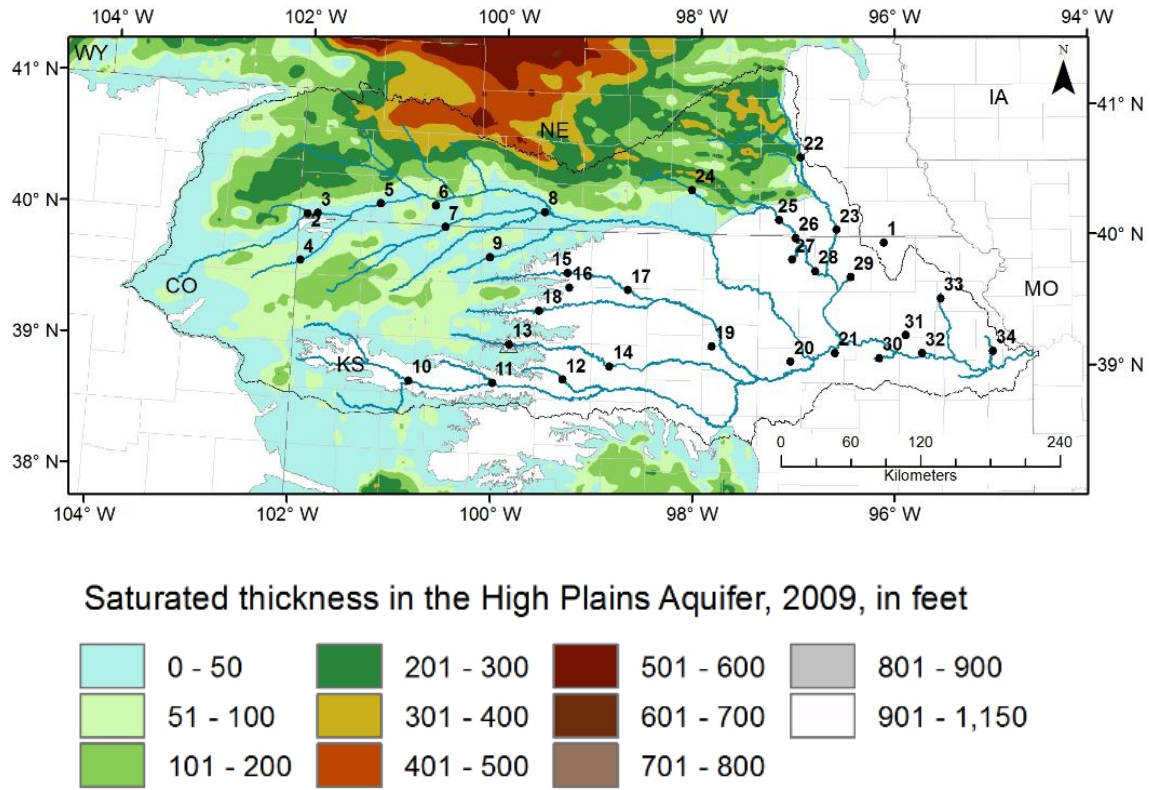 104° W 102° W 100° W 98° W 96° W 94° W
WY
N
41° N
41° N
IA
NE
22
24
5
6
8
40° N
3
2
7
25
26
23
1
40° N
4
9
27
28
29
15
16
17
CO
18
33
MO
39° N
13
19
31
34
KS
14
20
21
30
32
39° N
10
11
12
38° N
0 60 120 240
Kilometers
104° W 102° W 100° W 98° W 96° W
Saturated thickness in the High Plains Aquifer, 2009, in feet
0 - 50
51 - 100
101 - 200
201 - 300
301 - 400
401 - 500
501 - 600
601 - 700
701 - 800
801 - 900
901 - 1,150